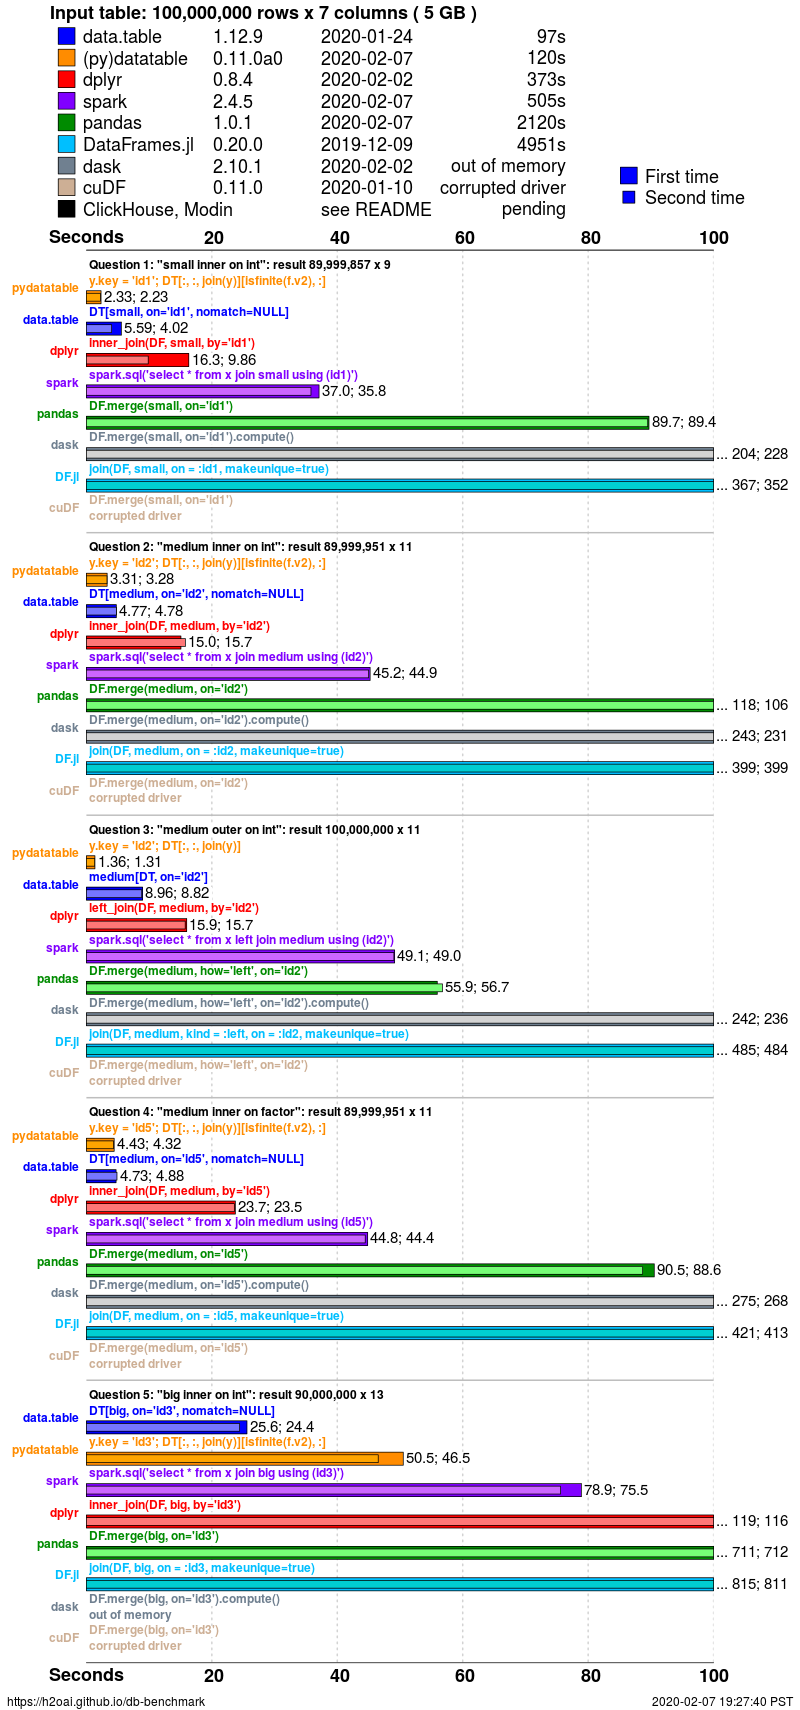 Input table: 100,000,000 rows x 7 columns ( 5 GB )
data.table 1.12.9 2020-01-24 97s
(py)datatable 0.11.0a0 2020-02-07 120s
dplyr 0.8.4 2020-02-02 373s
spark 2.4.5 2020-02-07 505s
pandas 1.0.1 2020-02-07 2120s
DataFrames.jl 0.20.0 2019-12-09 4951s
dask 2.10.1 2020-02-02 out of memory
cuDF 0.11.0 2020-01-10 corrupted driver
ClickHouse, Modin see README pending
First time
Second time
Seconds 20 40 60 80 100
Question 1: "small inner on int": result 89,999,857 x 9
y.key = 'id1'; DT[:, :, join(y)][isfinite(f.v2), :]
pydatatable 2.33; 2.23
DT[small, on='id1', nomatch=NULL]
data.table 5.59; 4.02
inner_join(DF, small, by='id1')
dplyr 16.3; 9.86
spark.sql('select * from x join small using (id1)')
spark 37.0; 35.8
DF.merge(small, on='id1')
pandas 89.7; 89.4
DF.merge(small, on='id1').compute()
dask ... 204; 228
join(DF, small, on = :id1, makeunique=true)
DF.jl ... 367; 352
DF.merge(small, on='id1')
cuDF corrupted driver
Question 2: "medium inner on int": result 89,999,951 x 11
y.key = 'id2'; DT[:, :, join(y)][isfinite(f.v2), :]
pydatatable 3.31; 3.28
DT[medium, on='id2', nomatch=NULL]
data.table 4.77; 4.78
inner_join(DF, medium, by='id2')
dplyr 15.0; 15.7
spark.sql('select * from x join medium using (id2)')
spark 45.2; 44.9
DF.merge(medium, on='id2')
pandas ... 118; 106
DF.merge(medium, on='id2').compute()
dask ... 243; 231
join(DF, medium, on = :id2, makeunique=true)
DF.jl ... 399; 399
DF.merge(medium, on='id2')
cuDF corrupted driver
Question 3: "medium outer on int": result 100,000,000 x 11
y.key = 'id2'; DT[:, :, join(y)]
pydatatable 1.36; 1.31
medium[DT, on='id2']
data.table 8.96; 8.82
left_join(DF, medium, by='id2')
dplyr 15.9; 15.7
spark.sql('select * from x left join medium using (id2)')
spark 49.1; 49.0
DF.merge(medium, how='left', on='id2')
pandas 55.9; 56.7
DF.merge(medium, how='left', on='id2').compute()
dask ... 242; 236
join(DF, medium, kind = :left, on = :id2, makeunique=true)
DF.jl ... 485; 484
DF.merge(medium, how='left', on='id2')
cuDF corrupted driver
Question 4: "medium inner on factor": result 89,999,951 x 11
y.key = 'id5'; DT[:, :, join(y)][isfinite(f.v2), :]
pydatatable 4.43; 4.32
DT[medium, on='id5', nomatch=NULL]
data.table 4.73; 4.88
inner_join(DF, medium, by='id5')
dplyr 23.7; 23.5
spark.sql('select * from x join medium using (id5)')
spark 44.8; 44.4
DF.merge(medium, on='id5')
pandas 90.5; 88.6
DF.merge(medium, on='id5').compute()
dask ... 275; 268
join(DF, medium, on = :id5, makeunique=true)
DF.jl ... 421; 413
DF.merge(medium, on='id5')
cuDF corrupted driver
Question 5: "big inner on int": result 90,000,000 x 13
DT[big, on='id3', nomatch=NULL]
data.table 25.6; 24.4
y.key = 'id3'; DT[:, :, join(y)][isfinite(f.v2), :]
pydatatable 50.5; 46.5
spark.sql('select * from x join big using (id3)')
spark 78.9; 75.5
inner_join(DF, big, by='id3')
dplyr ... 119; 116
DF.merge(big, on='id3')
pandas ... 711; 712
join(DF, big, on = :id3, makeunique=true)
DF.jl ... 815; 811
DF.merge(big, on='id3').compute()
dask out of memory
DF.merge(big, on='id3')
cuDF corrupted driver
Seconds 20 40 60 80 100
https://h2oai.github.io/db-benchmark 2020-02-07 19:27:40 PST